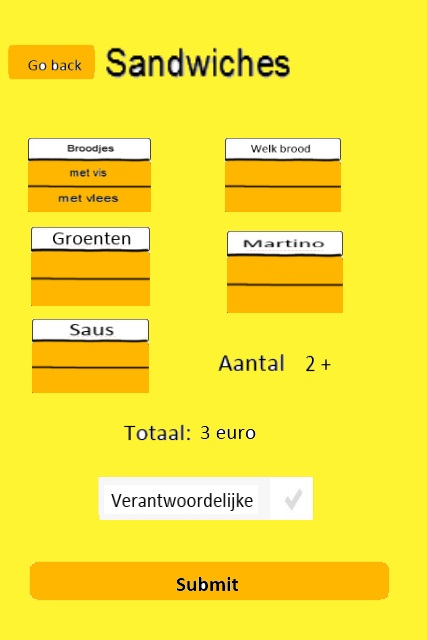 Go back
Sandwiches
Broodjes
met vis
met vlees
Welk brood
Groenten
Martino
Saus
Aantal 2 +
Totaal: 3 euro
Verantwoordelijke
Submit